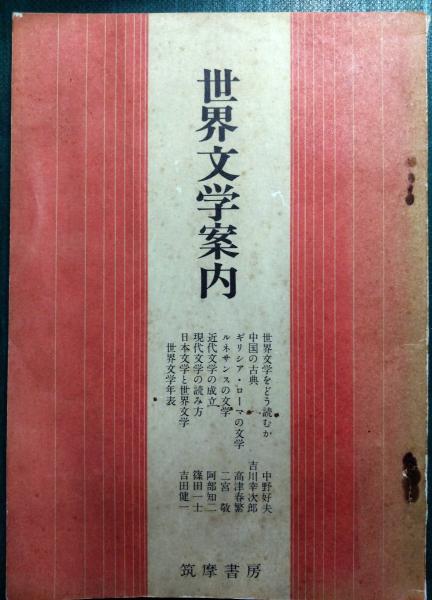 世界文学案内
世界文学をどう読むか 中野好夫
中国の古典 吉川幸次郎
ギリシア・ローマの文学 高津春繁
ルネサンスの文学 二宮敬
近代文学の成立 阿部知二
現代文学の読み方 篠田一士
日本文学と世界文学 吉田健一
世界文学年表
筑摩書房